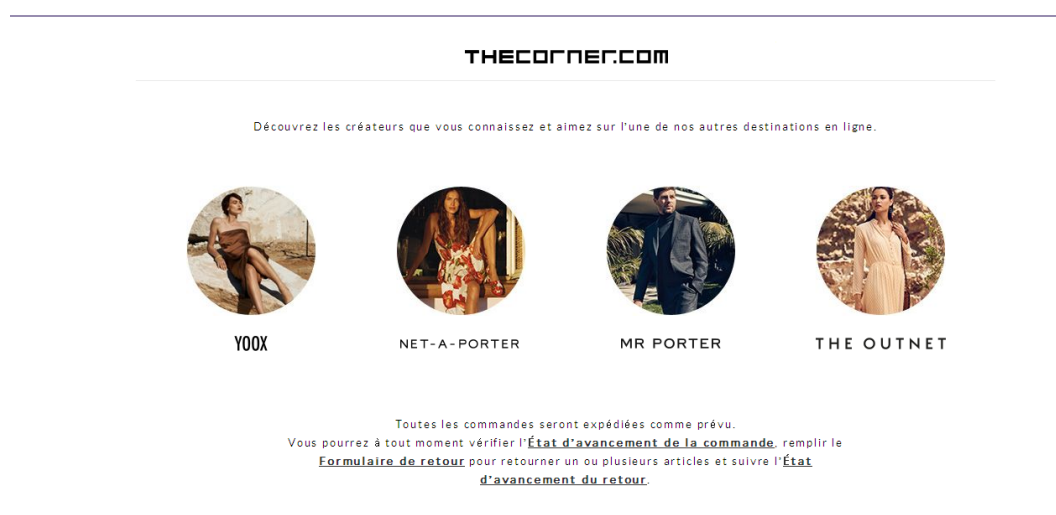 THECORNER.COM
Découvrez les créateurs que vous connaissez et aimez sur l'une de nos autres destinations en ligne.
YOOX
NET-A-PORTER
MR PORTER
THE OUTNET
Toutes les commandes seront expédiées comme prévu.
Vous pourrez à tout moment vérifier l'État d'avancement de la commande, remplir le
Formulaire de retour pour retourner un ou plusieurs articles et suivre l'État
d'avancement du retour.